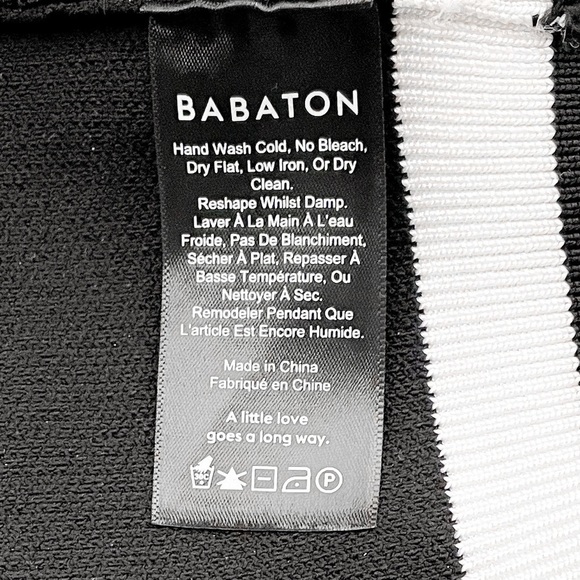 BABATON
Hand Wash Cold, No Bleach,
Dry Flat, Low Iron, Or Dry
Clean.
Reshape Whilst Damp.
Laver À La Main À L'eau
Froide, Pas De Blanchiment,
Sécher À Plat, Repasser À
Basse Température, Ou
Nettoyer À Sec.
Remodeler Pendant Que
L'article Est Encore Humide.
Made in China
Fabriqué en Chine
A little love
goes a long way.
P